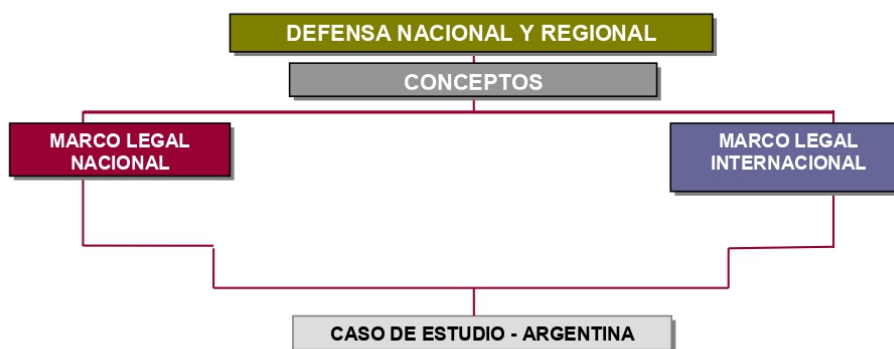 DEFENSA NACIONAL Y REGIONAL
CONCEPTOS
MARCO LEGAL
NACIONAL
MARCO LEGAL
INTERNACIONAL
CASO DE ESTUDIO - ARGENTINA